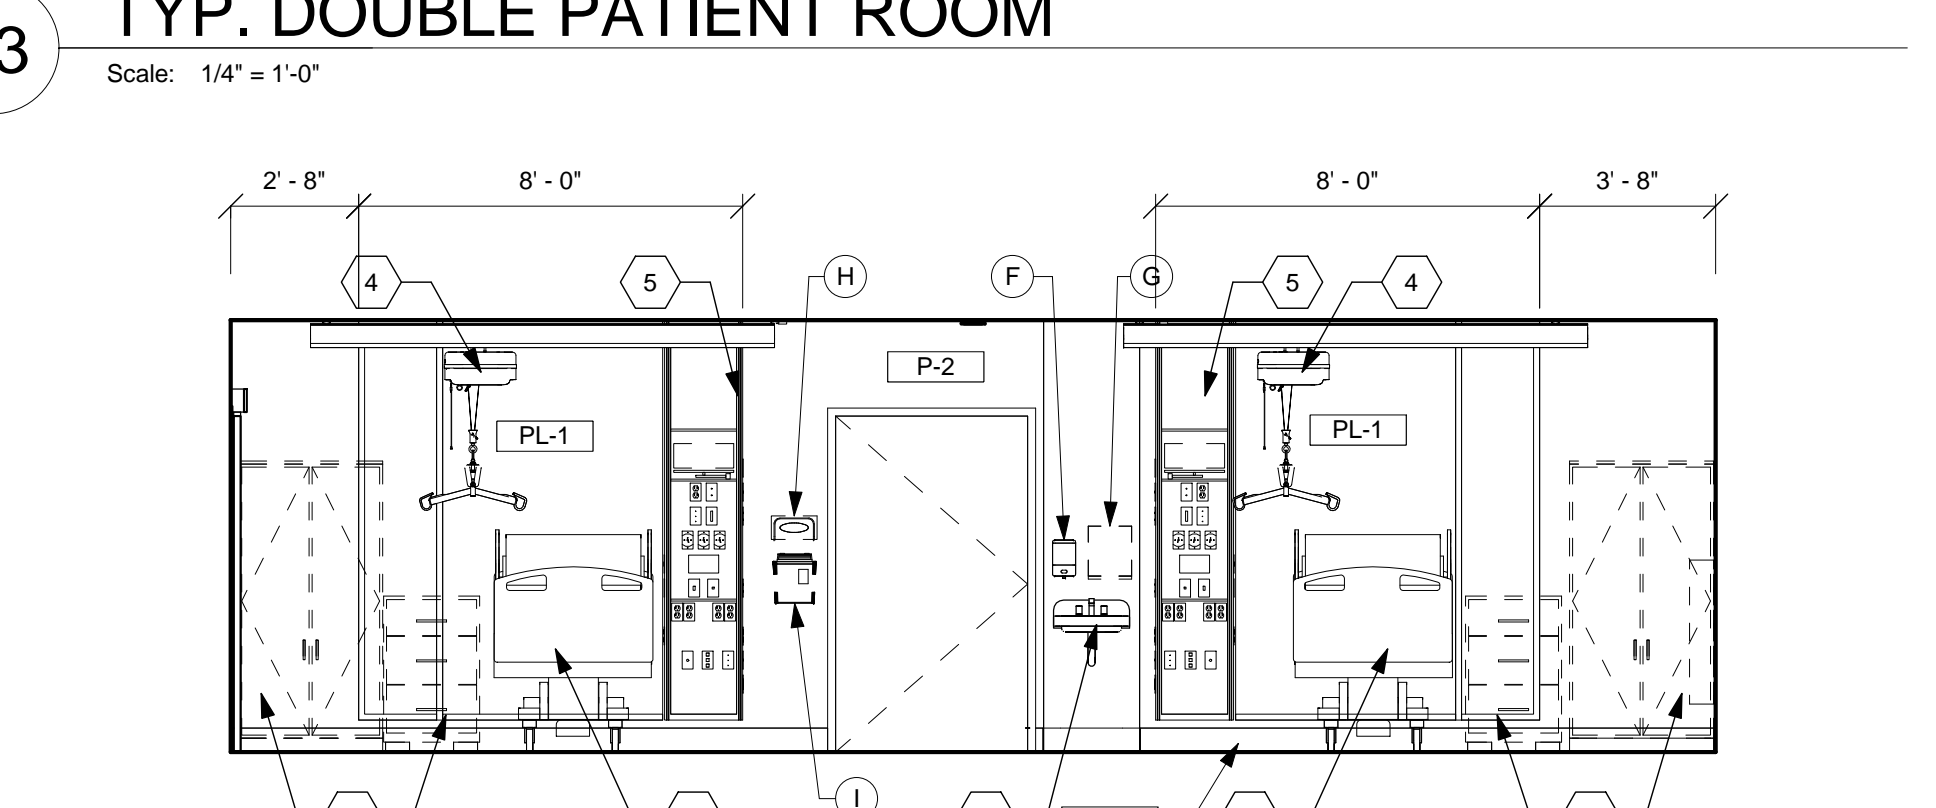 3
TYP. DOUBLE PATIENT ROOM
Scale: 1/4" = 1'-0"
2' - 8" 8' - 0" 8' - 0" 3' - 8"
4 5 H F G 5 4
P-2
PL-1 PL-1
I